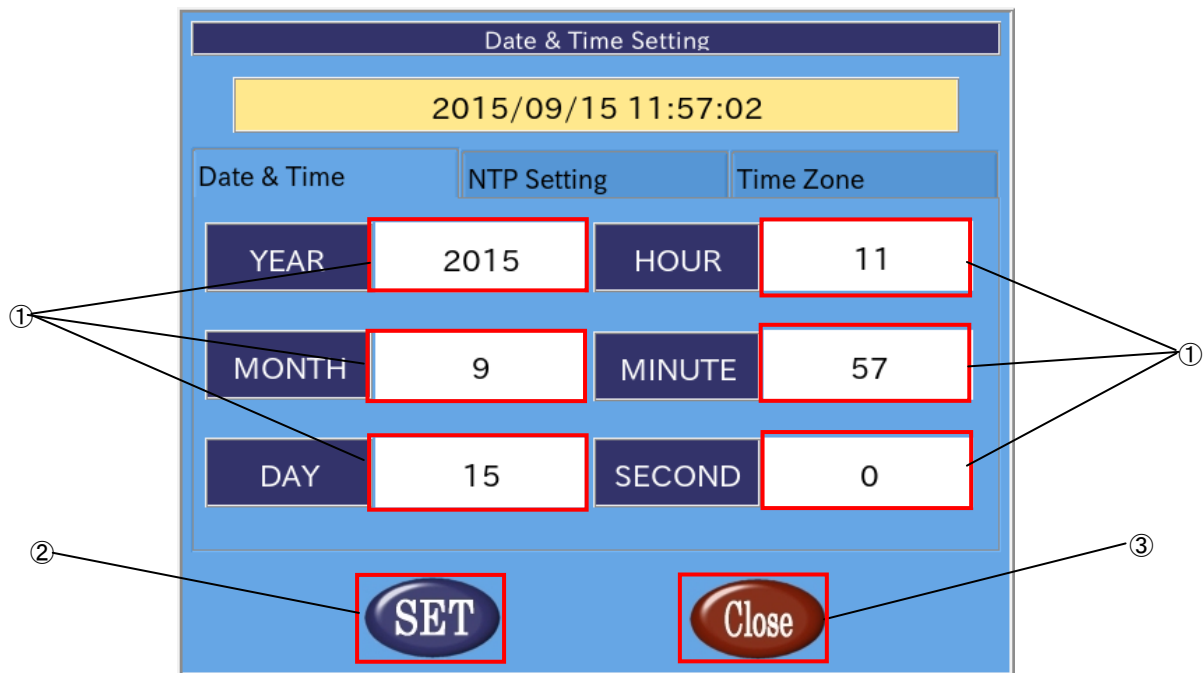 Date & Time Setting
2015/09/15 11:57:02
Date & Time NTP Setting Time Zone
YEAR 2015 HOUR 11
① ①
MONTH 9 MINUTE 57
DAY 15 SECOND 0
② ③
SET Close